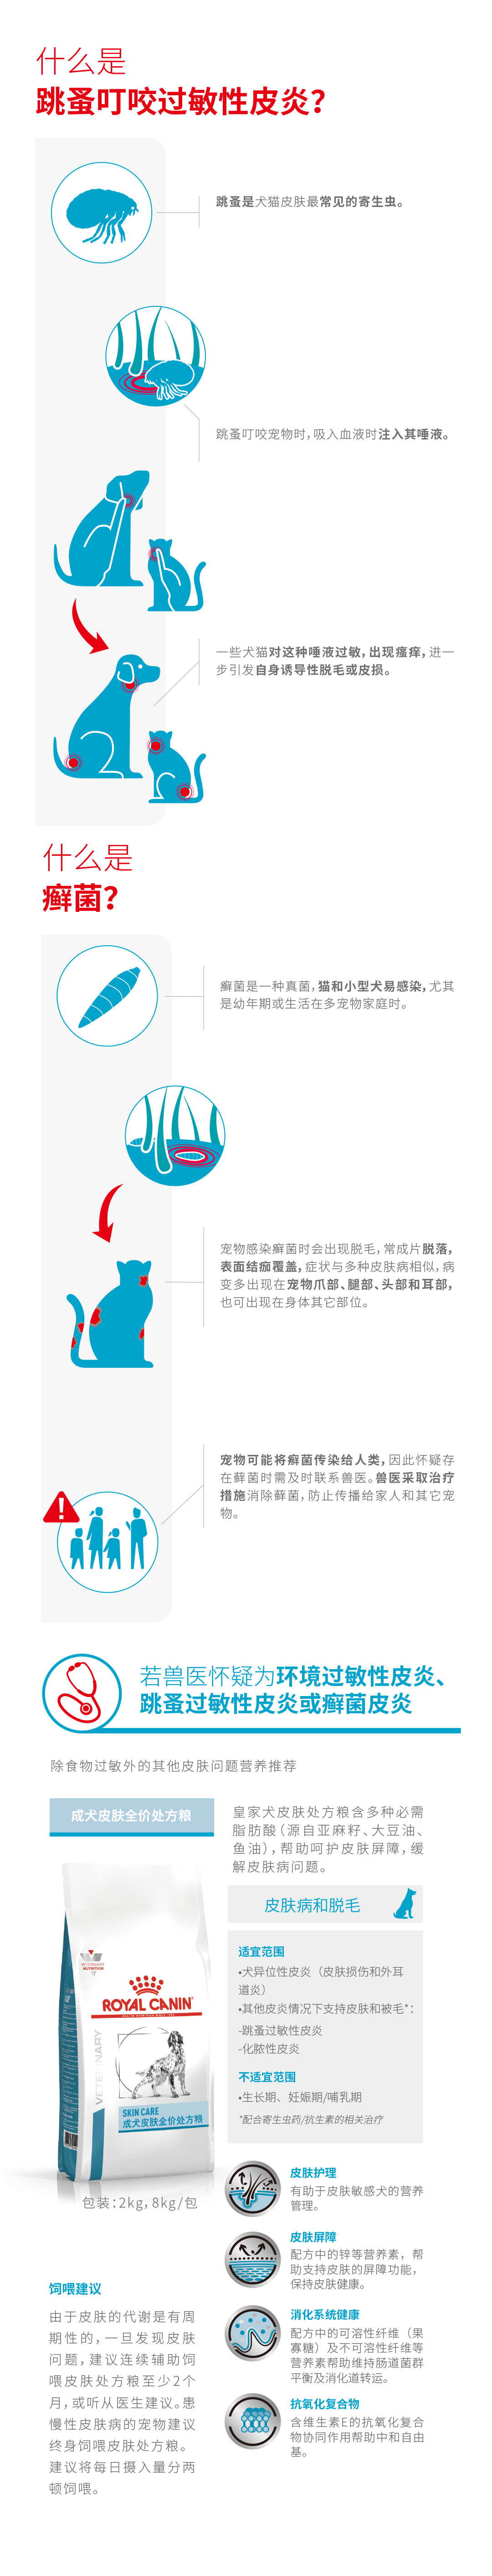 什么是
跳蚤叮咬过敏性皮炎?
跳蚤是犬猫皮肤最常见的寄生虫。
跳蚤叮咬宠物时,吸入血液时注入其唾液。
一些犬猫对这种唾液过敏,出现瘙痒,进一
步引发自身诱导性脱毛或皮损。
什么是
癣菌?
癣菌是一种真菌,猫和小型犬易感染,尤其
是幼年期或生活在多宠物家庭时。
宠物感染癣菌时会出现脱毛,常成片脱落,
表面结痂覆盖,症状与多种皮肤病相似,病
变多出现在宠物爪部、腿部、头部和耳部,
也可出现在身体其它部位。
宠物可能将癣菌传染给人类,因此怀疑存
在藓菌时需及时联系兽医。兽医采取治疗
措施消除藓菌,防止传播给家人和其它宠
物。
若兽医怀疑为环境过敏性皮炎、
跳蚤过敏性皮炎或癣菌皮炎
除食物过敏外的其他皮肤问题营养推荐
成犬皮肤全价处方粮
皇家犬皮肤处方粮含多种必需
脂肪酸(源自亚麻籽、大豆油、
鱼油),帮助呵护皮肤屏障,缓
解皮肤病问题。
皮肤病和脱毛
适宜范围
•犬异位性皮炎（皮肤损伤和外耳
道炎）
•其他皮炎情况下支持皮肤和被毛*：
-跳蚤过敏性皮炎
-化脓性皮炎
不适宜范围
•生长期、妊娠期/哺乳期
*配合寄生虫药/抗生素的相关治疗
VETERINARY
NUTRITION
ROYAL CANIN
VETERINARY
SKIN CARE
成犬皮肤全价处方粮
包装:2kg,8kg/包
皮肤护理
有助于皮肤敏感犬的营养
管理。
皮肤屏障
配方中的锌等营养素，帮
助支持皮肤的屏障功能，
保持皮肤健康。
消化系统健康
配方中的可溶性纤维（果
寡糖）及不可溶性纤维等
营养素帮助维持肠道菌群
平衡及消化道转运。
抗氧化复合物
含维生素E的抗氧化复合
物协同作用帮助中和自由
基。
饲喂建议
由于皮肤的代谢是有周
期性的,一旦发现皮肤
问题,建议连续辅助饲
喂皮肤处方粮至少2个
月,或听从医生建议。患
慢性皮肤病的宠物建议
终身饲喂皮肤处方粮。
建议将每日摄入量分两
顿饲喂。